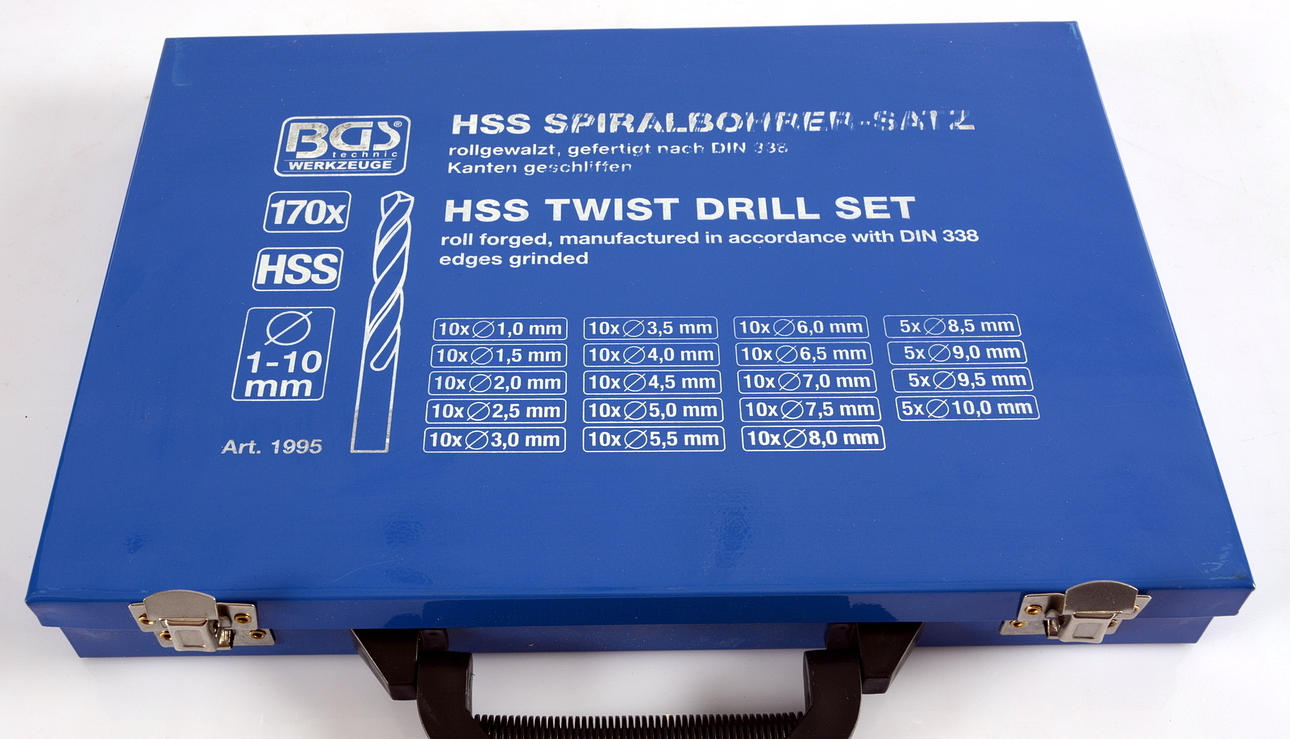 BGS®
technic
WERKZEUGE
HSS SPIRALBOHRER-SATZ
rollgewalzt, gefertigt nach DIN 338
Kanten geschliffen
170x
HSS
Ø
1-10
mm
Art. 1995
HSS TWIST DRILL SET
roll forged, manufactured in accordance with DIN 338
edges grinded
10x Ø 1,0 mm
10x Ø 1,5 mm
10x Ø 2,0 mm
10x Ø 2,5 mm
10x Ø 3,0 mm
10x Ø 3,5 mm
10x Ø 4,0 mm
10x Ø 4,5 mm
10x Ø 5,0 mm
10x Ø 5,5 mm
10x Ø 6,0 mm
10x Ø 6,5 mm
10x Ø 7,0 mm
10x Ø 7,5 mm
10x Ø 8,0 mm
5x Ø 8,5 mm
5x Ø 9,0 mm
5x Ø 9,5 mm
5x Ø 10,0 mm